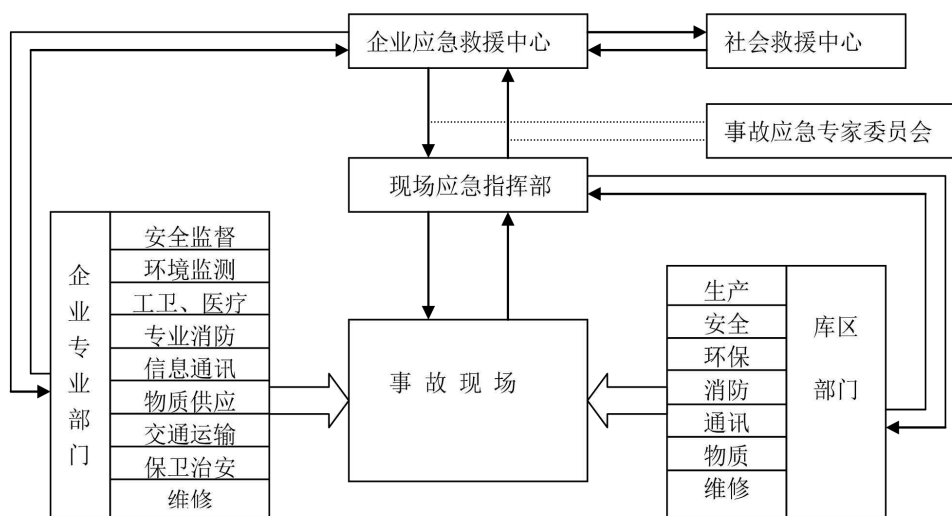 企业应急救援中心
社会救援中心
事故应急专家委员会
现场应急指挥部
企业专业部门
安全监督
环境监测
工卫、医疗
专业消防
信息通讯
物质供应
交通运输
保卫治安
维修
事故现场
生产
安全
环保
消防
通讯
物质
维修
库区
部门